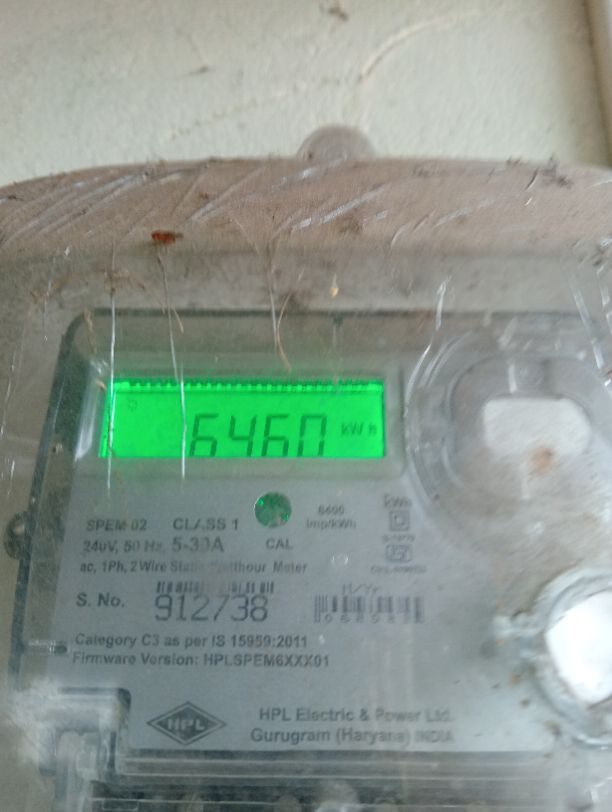 6460 kWh
SPEM-02 CLASS 1
6400 imp/kWh
240V, 50 Hz, 5-30A CAL
ac, 1Ph, 2 Wire Static Watthour Meter
S. No. 912738
M/Yr
Category C3 as per IS 15959:2011
Firmware Version: HPLSPEM6XXX01
HPL
HPL Electric & Power Ltd.
Gurugram (Haryana) INDIA